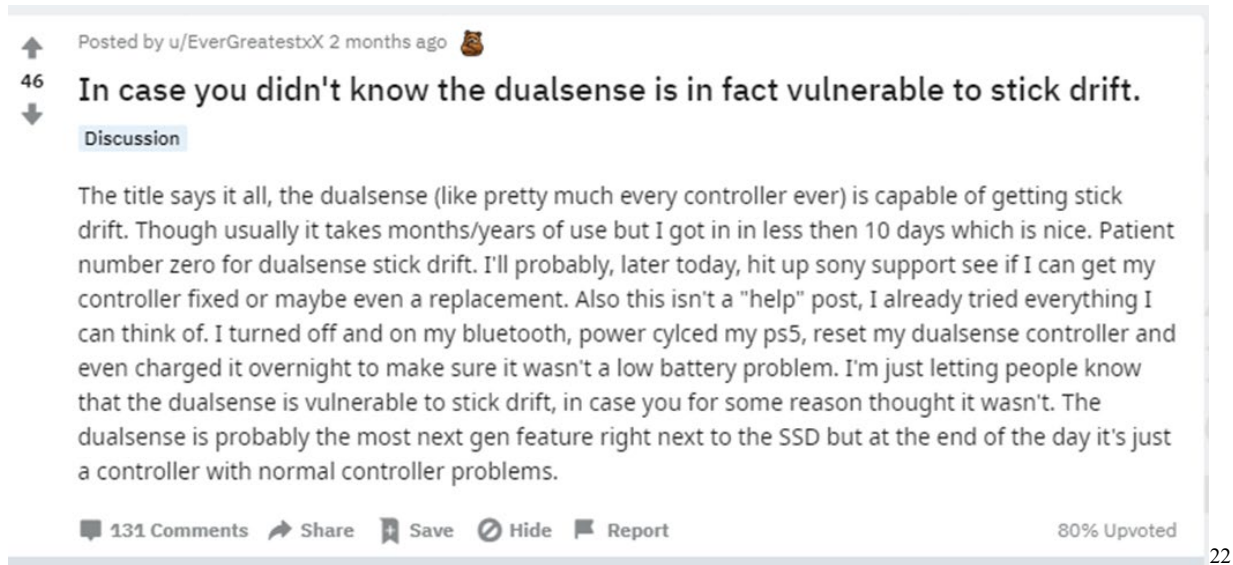 Posted by u/EverGreatestxX 2 months ago
46
In case you didn't know the dualsense is in fact vulnerable to stick drift.
Discussion
The title says it all, the dualsense (like pretty much every controller ever) is capable of getting stick
drift. Though usually it takes months/years of use but I got in in less then 10 days which is nice. Patient
number zero for dualsense stick drift. I'll probably, later today, hit up sony support see if I can get my
controller fixed or maybe even a replacement. Also this isn't a "help" post, I already tried everything I
can think of. I turned off and on my bluetooth, power cylced my ps5, reset my dualsense controller and
even charged it overnight to make sure it wasn't a low battery problem. I'm just letting people know
that the dualsense is vulnerable to stick drift, in case you for some reason thought it wasn't. The
dualsense is probably the most next gen feature right next to the SSD but at the end of the day it's just
a controller with normal controller problems.
131 Comments Share Save Hide Report 80% Upvoted
22